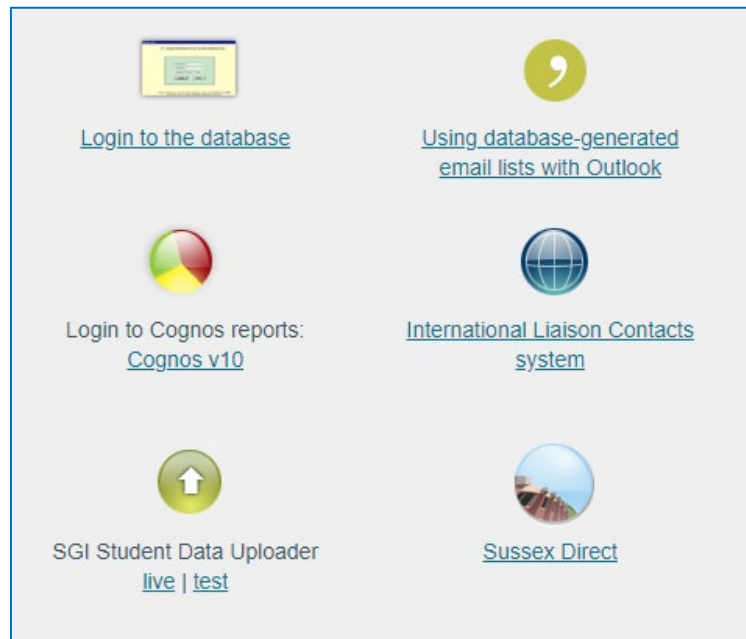 Login to the database
Using database-generated
email lists with Outlook
Login to Cognos reports:
Cognos v10
International Liaison Contacts
system
SGI Student Data Uploader
live | test
Sussex Direct